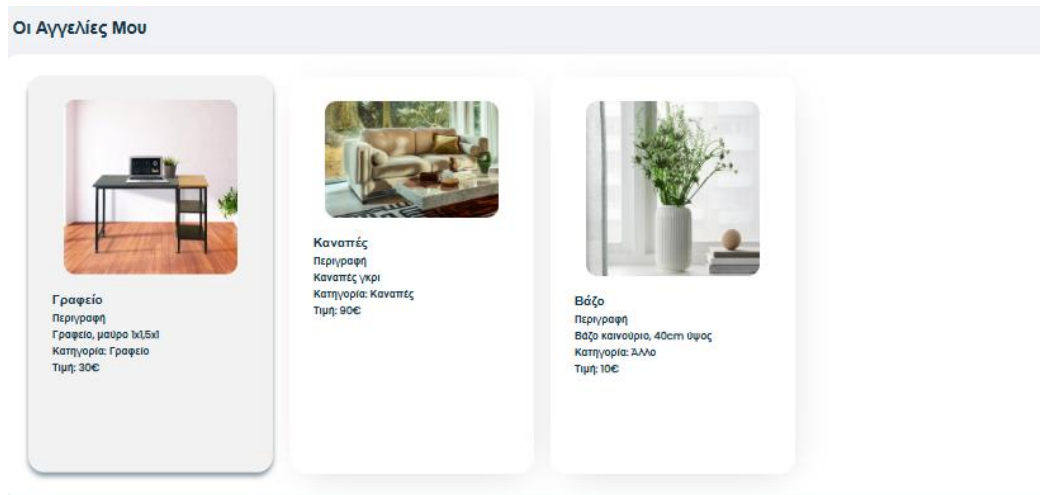 Οι Αγγελίες Μου
Γραφείο
Περιγραφή
Γραφείο, μαύρο 1x1,5x1
Κατηγορία: Γραφείο
Τιμή: 30€
Καναπές
Περιγραφή
Καναπές γκρι
Κατηγορία: Καναπές
Τιμή: 90€
Βάζο
Περιγραφή
Βάζο καινούριο, 40cm ύψος
Κατηγορία: Άλλο
Τιμή: 10€